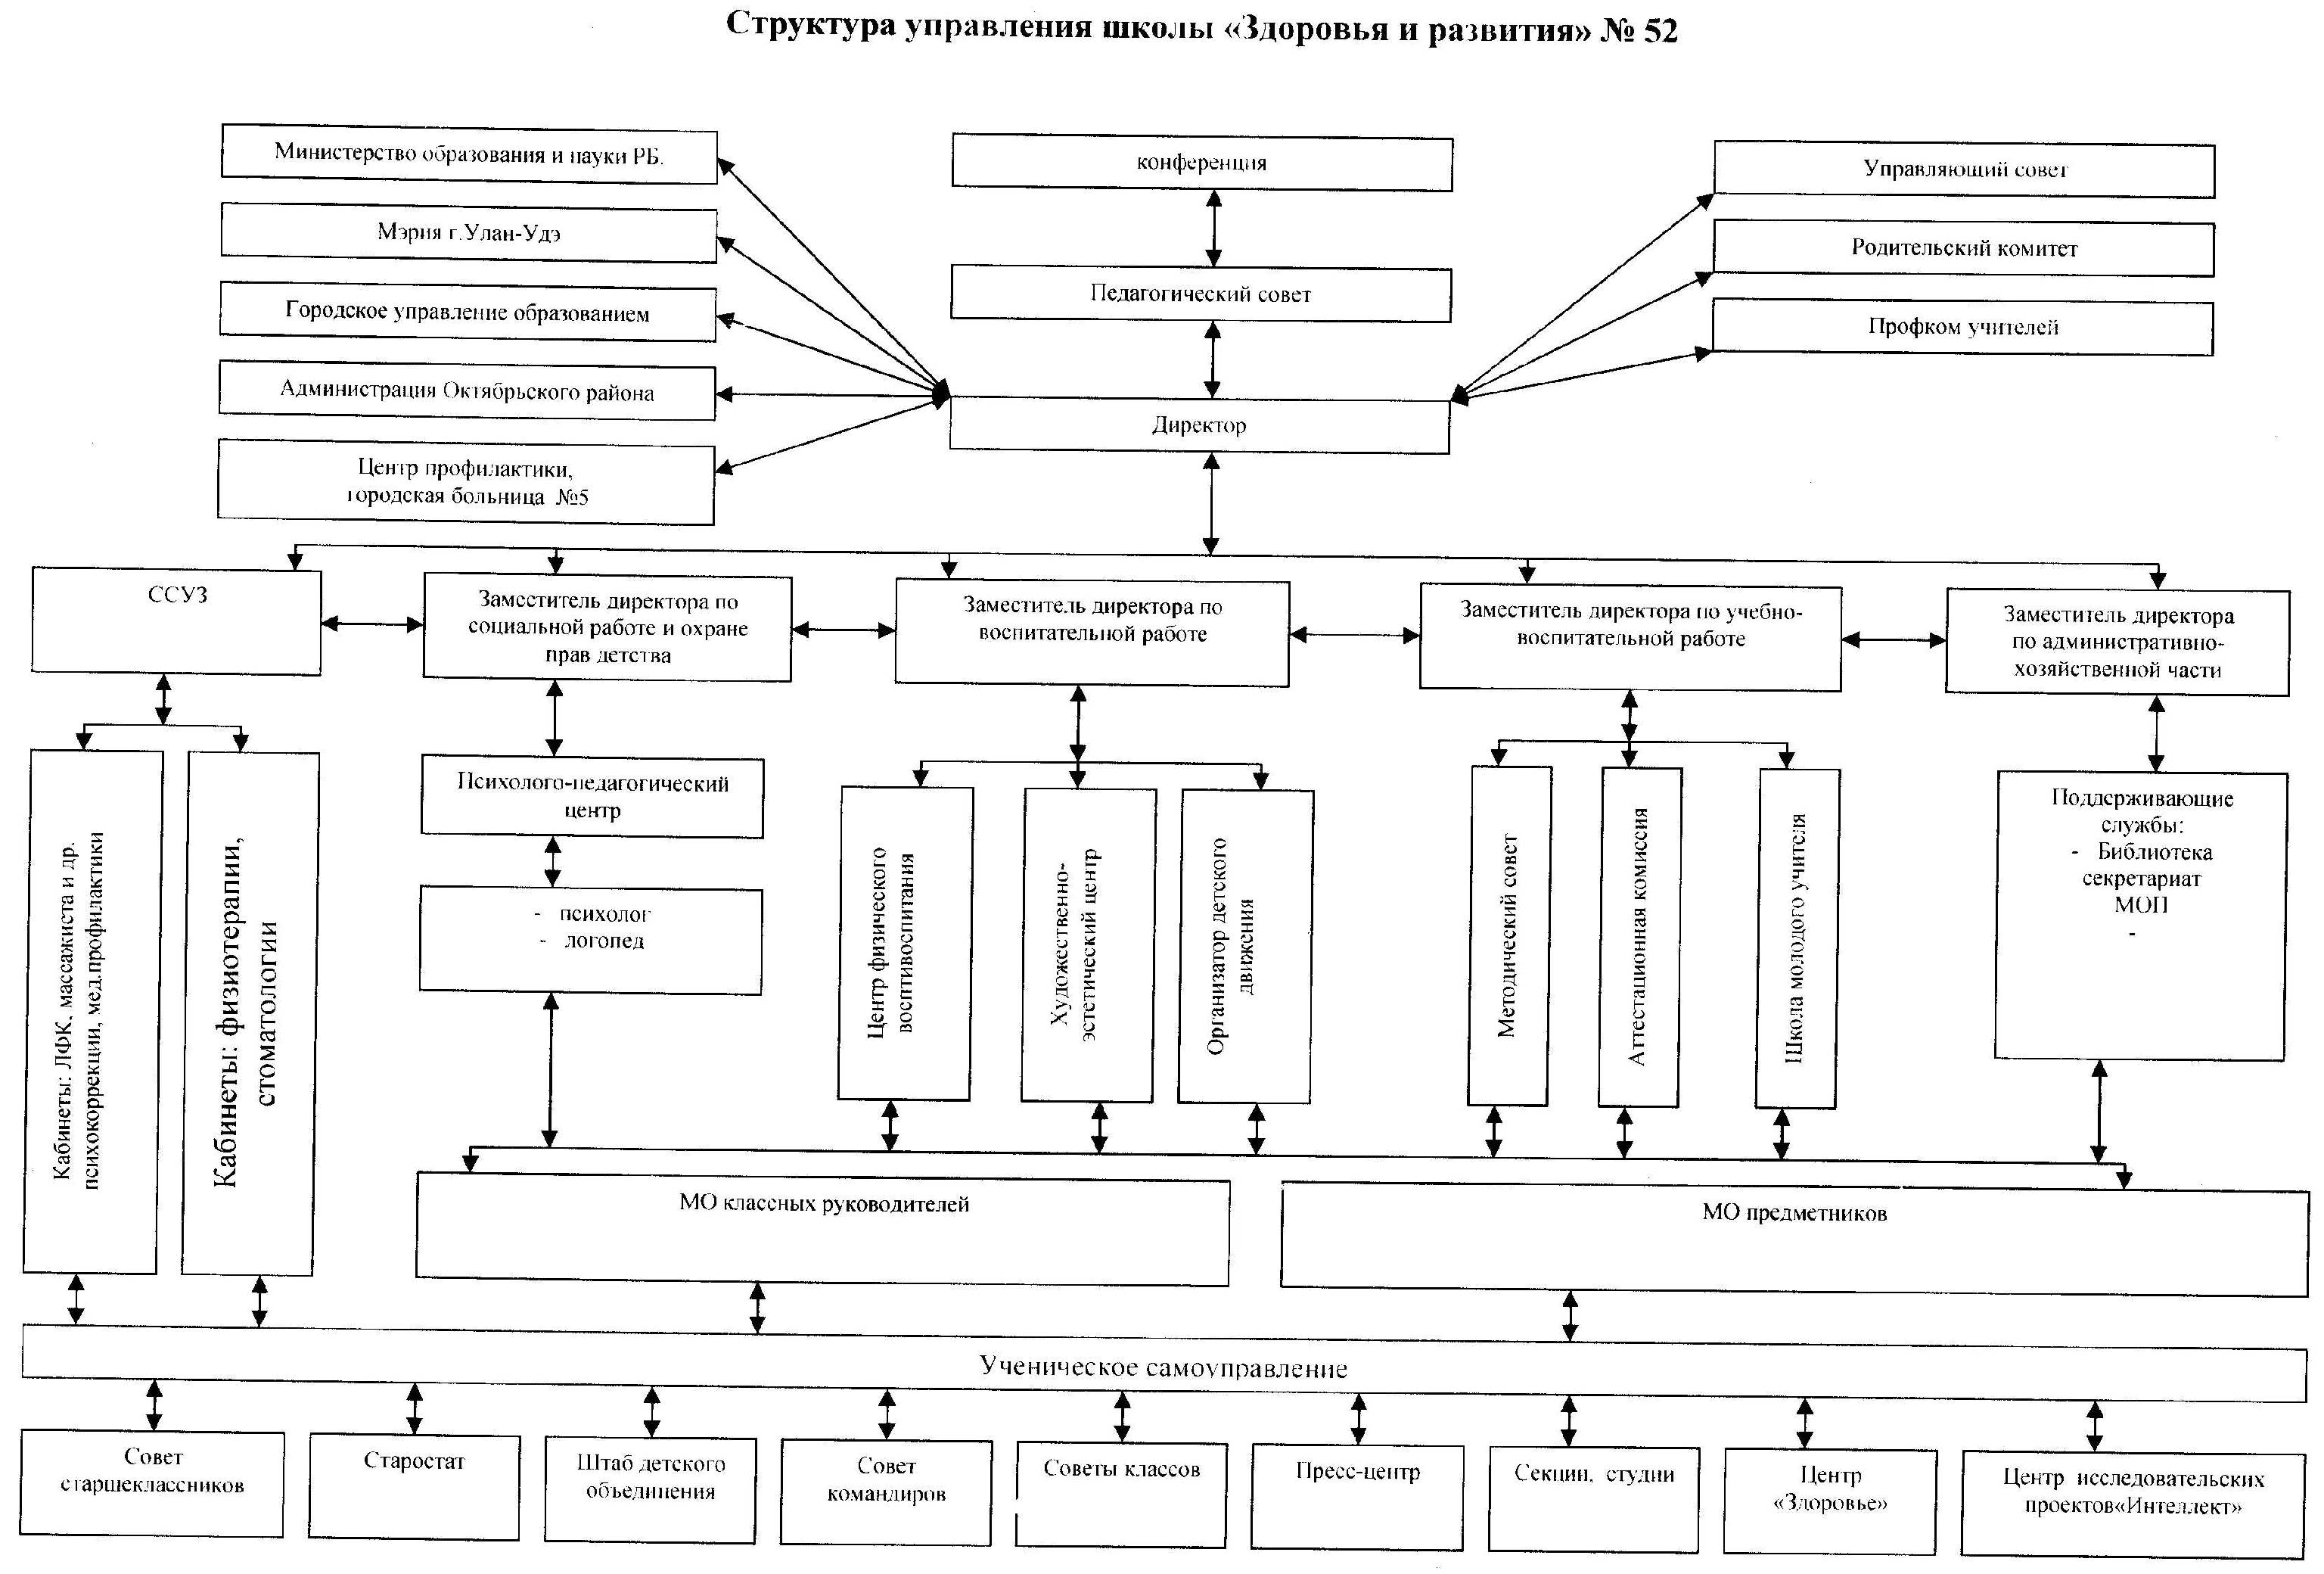 Структура управления школы «Здоровья и развития» № 52
Министерство образования и науки РБ.
Мэрия г.Улан-Удэ
Городское управление образованием
Администрация Октябрьского района
Центр профилактики,
городская больница №5
конференция
Педагогический совет
Директор
Управляющий совет
Родительский комитет
Профком учителей
ССУЗ
Заместитель директора по
социальной работе и охране
прав детства
Заместитель директора по
воспитательной работе
Заместитель директора по учебно-
воспитательной работе
Заместитель директора
по административно-
хозяйственной части
Кабинеты: ЛФК, массажиста и др.
психокоррекции, мед.профилактики
Кабинеты: физиотерапии,
стоматологии
Психолого-педагогический
центр
- психолог
- логопед
Центр физического
восптивоспитания
Художественно-
эстетический центр
Организатор детского
движения
Методический совет
Аттестационная комиссия
Школа молодого учителя
Поддерживающие
службы:
- Библиотека
секретариат
МОП
-
МО классных руководителей
МО предметников
Ученическое самоуправление
Совет
старшеклассников
Старостат
Штаб детского
объединения
Совет
командиров
Советы классов
Пресс-центр
Секции, студии
Центр
«Здоровье»
Центр исследовательских
проектов«Интеллект»